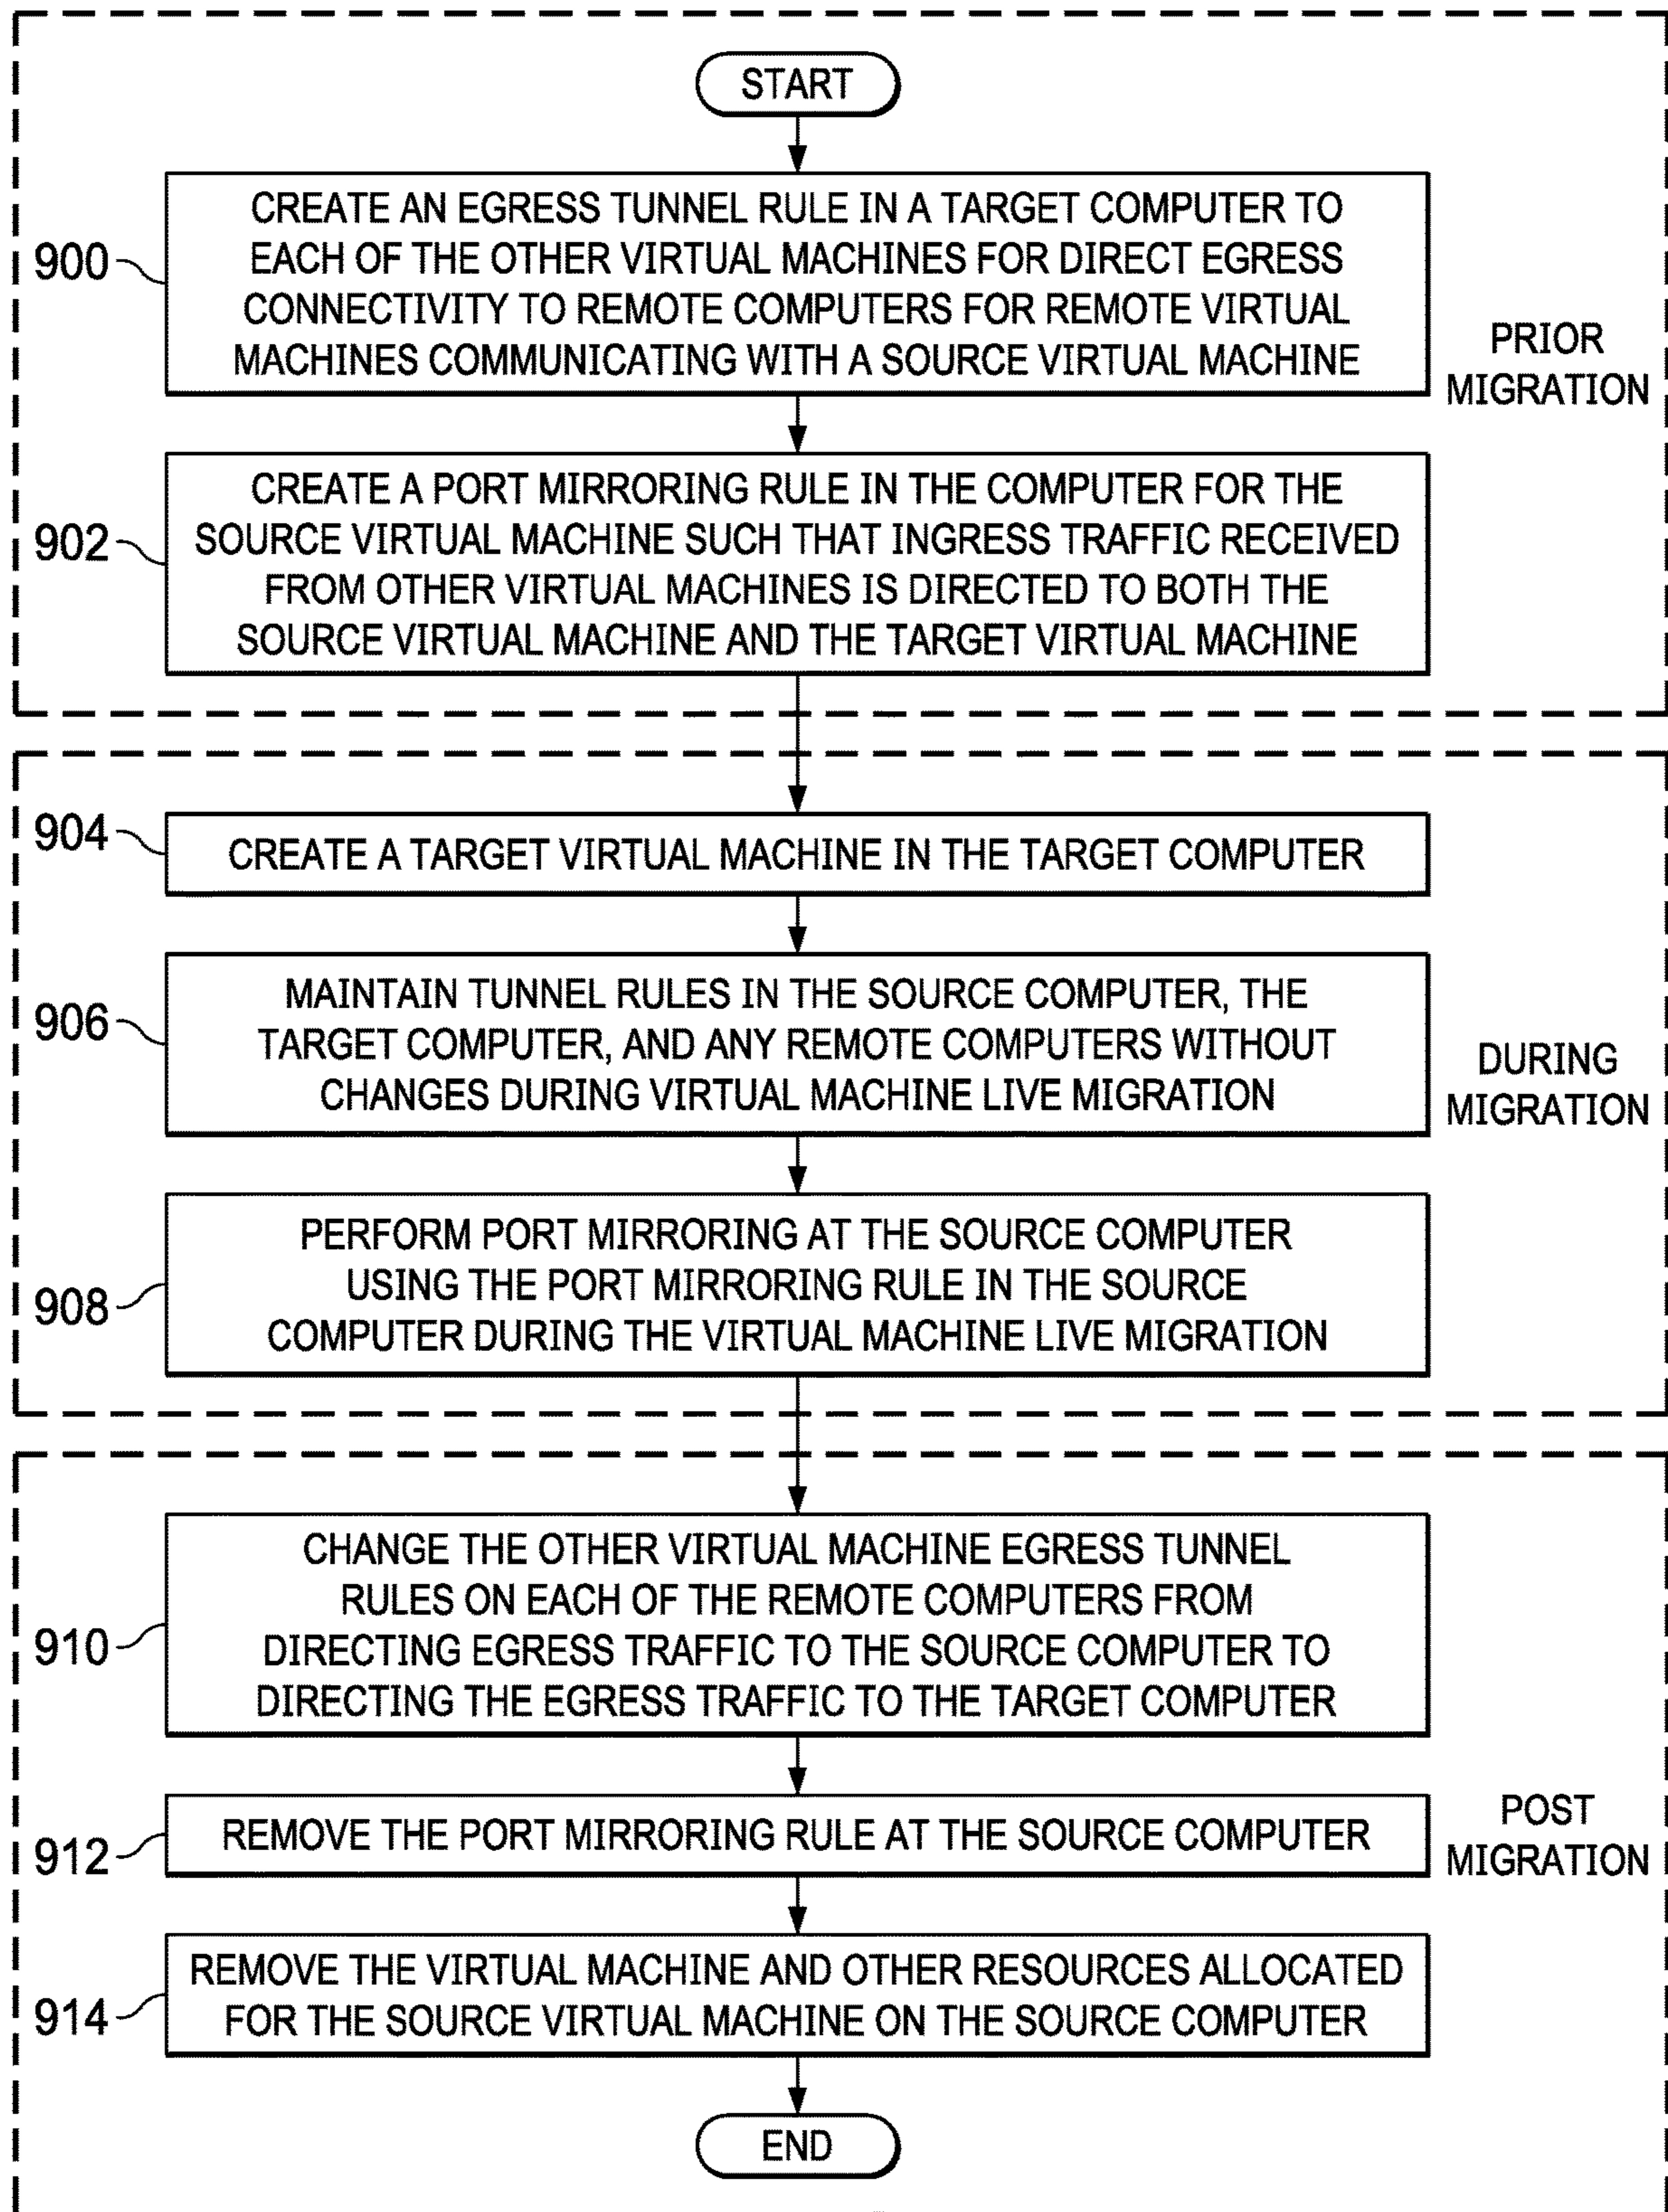 START
900
CREATE AN EGRESS TUNNEL RULE IN A TARGET COMPUTER TO
EACH OF THE OTHER VIRTUAL MACHINES FOR DIRECT EGRESS
CONNECTIVITY TO REMOTE COMPUTERS FOR REMOTE VIRTUAL
MACHINES COMMUNICATING WITH A SOURCE VIRTUAL MACHINE
PRIOR
MIGRATION
902
CREATE A PORT MIRRORING RULE IN THE COMPUTER FOR THE
SOURCE VIRTUAL MACHINE SUCH THAT INGRESS TRAFFIC RECEIVED
FROM OTHER VIRTUAL MACHINES IS DIRECTED TO BOTH THE
SOURCE VIRTUAL MACHINE AND THE TARGET VIRTUAL MACHINE
904
CREATE A TARGET VIRTUAL MACHINE IN THE TARGET COMPUTER
906
MAINTAIN TUNNEL RULES IN THE SOURCE COMPUTER, THE
TARGET COMPUTER, AND ANY REMOTE COMPUTERS WITHOUT
CHANGES DURING VIRTUAL MACHINE LIVE MIGRATION
DURING
MIGRATION
908
PERFORM PORT MIRRORING AT THE SOURCE COMPUTER
USING THE PORT MIRRORING RULE IN THE SOURCE
COMPUTER DURING THE VIRTUAL MACHINE LIVE MIGRATION
910
CHANGE THE OTHER VIRTUAL MACHINE EGRESS TUNNEL
RULES ON EACH OF THE REMOTE COMPUTERS FROM
DIRECTING EGRESS TRAFFIC TO THE SOURCE COMPUTER TO
DIRECTING THE EGRESS TRAFFIC TO THE TARGET COMPUTER
912
REMOVE THE PORT MIRRORING RULE AT THE SOURCE COMPUTER
POST
MIGRATION
914
REMOVE THE VIRTUAL MACHINE AND OTHER RESOURCES ALLOCATED
FOR THE SOURCE VIRTUAL MACHINE ON THE SOURCE COMPUTER
END